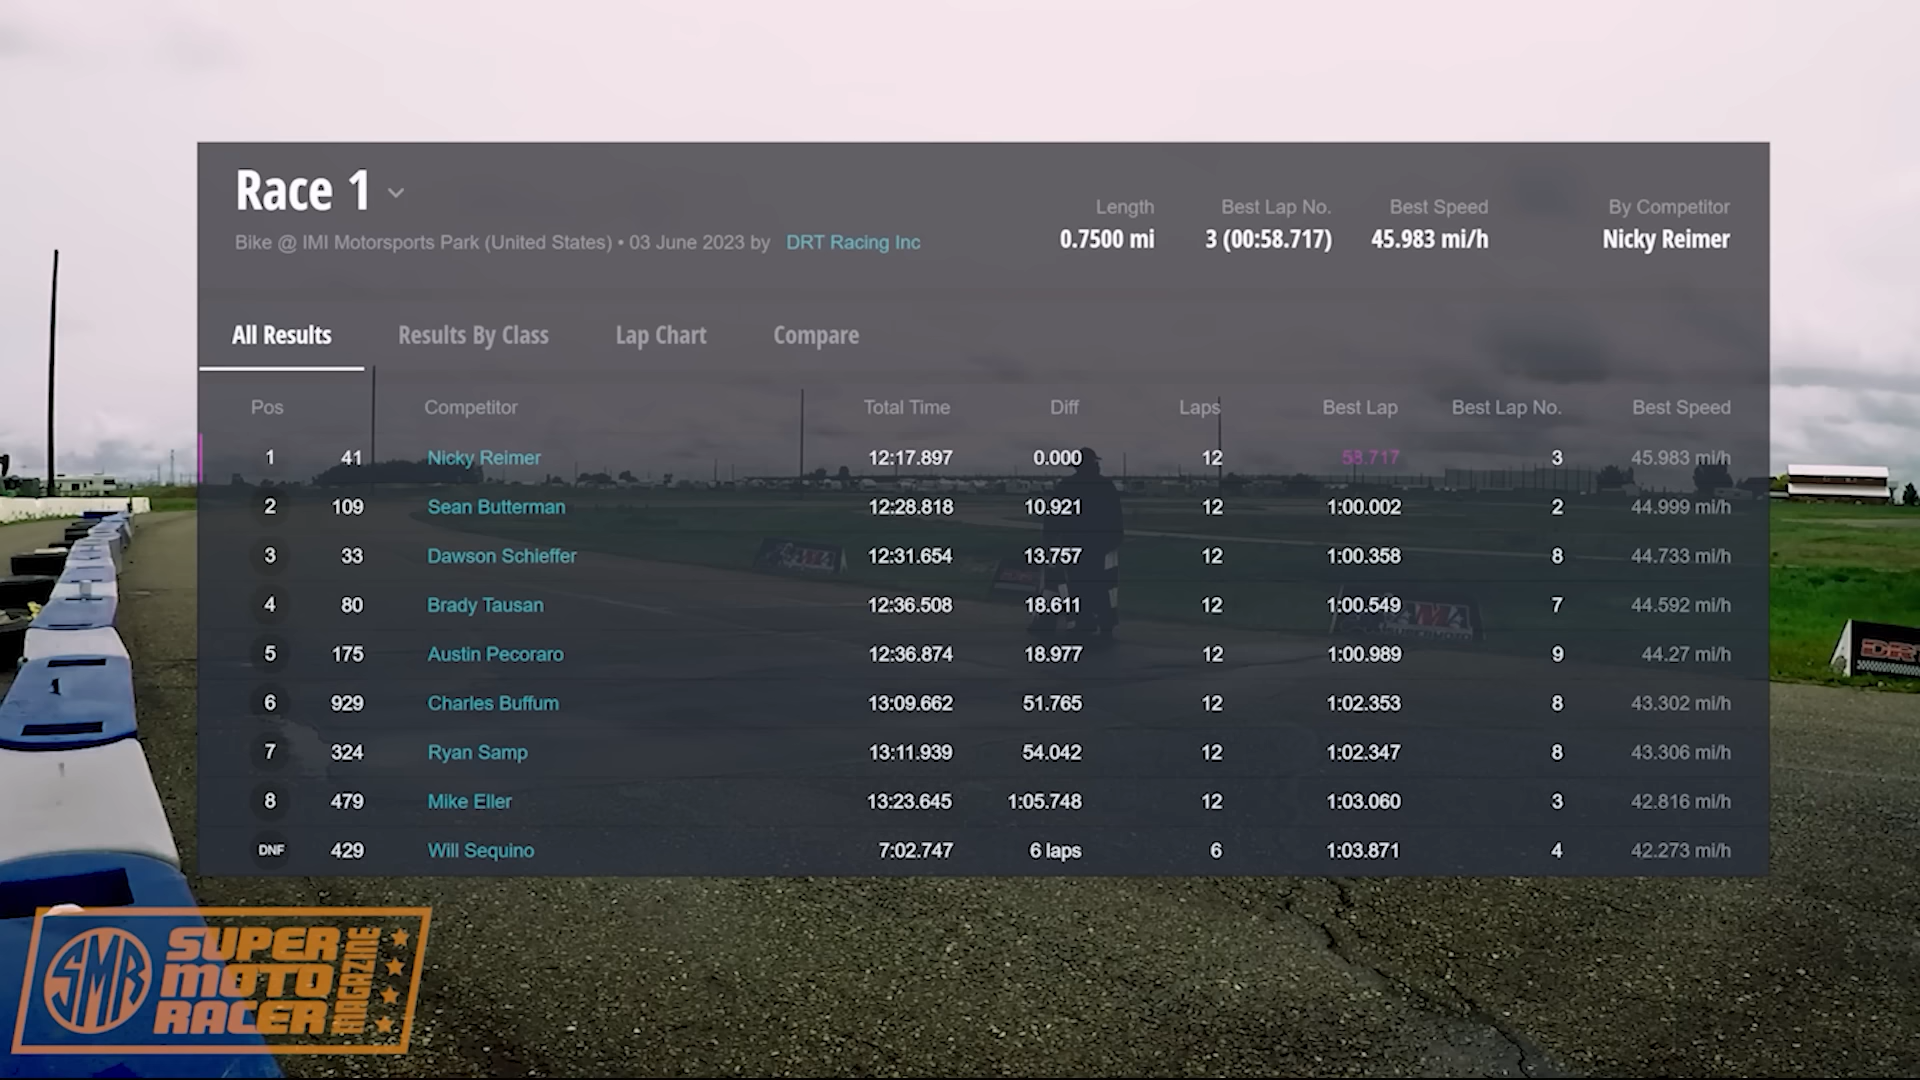 Race 1
Bike @ IMI Motorsports Park (United States) • 03 June 2023 by DRT Racing Inc
Length Best Lap No. Best Speed By Competitor
0.7500 mi 3 (00:58.717) 45.983 mi/h Nicky Reimer
All Results Results By Class Lap Chart Compare
Pos Competitor Total Time Diff Laps Best Lap Best Lap No. Best Speed
1 41 Nicky Reimer 12:17.897 0.000 12 58.717 3 45.983 mi/h
2 109 Sean Butterman 12:28.818 10.921 12 1:00.002 2 44.999 mi/h
3 33 Dawson Schieffer 12:31.654 13.757 12 1:00.358 8 44.733 mi/h
4 80 Brady Tausan 12:36.508 18.611 12 1:00.549 7 44.592 mi/h
5 175 Austin Pecoraro 12:36.874 18.977 12 1:00.989 9 44.27 mi/h
6 929 Charles Buffum 13:09.662 51.765 12 1:02.353 8 43.302 mi/h
7 324 Ryan Samp 13:11.939 54.042 12 1:02.347 8 43.306 mi/h
8 479 Mike Eller 13:23.645 1:05.748 12 1:03.060 3 42.816 mi/h
DNF 429 Will Sequino 7:02.747 6 laps 6 1:03.871 4 42.273 mi/h
DRT
1
SMR
SUPER
MOTO
RACER
MAGAZINE